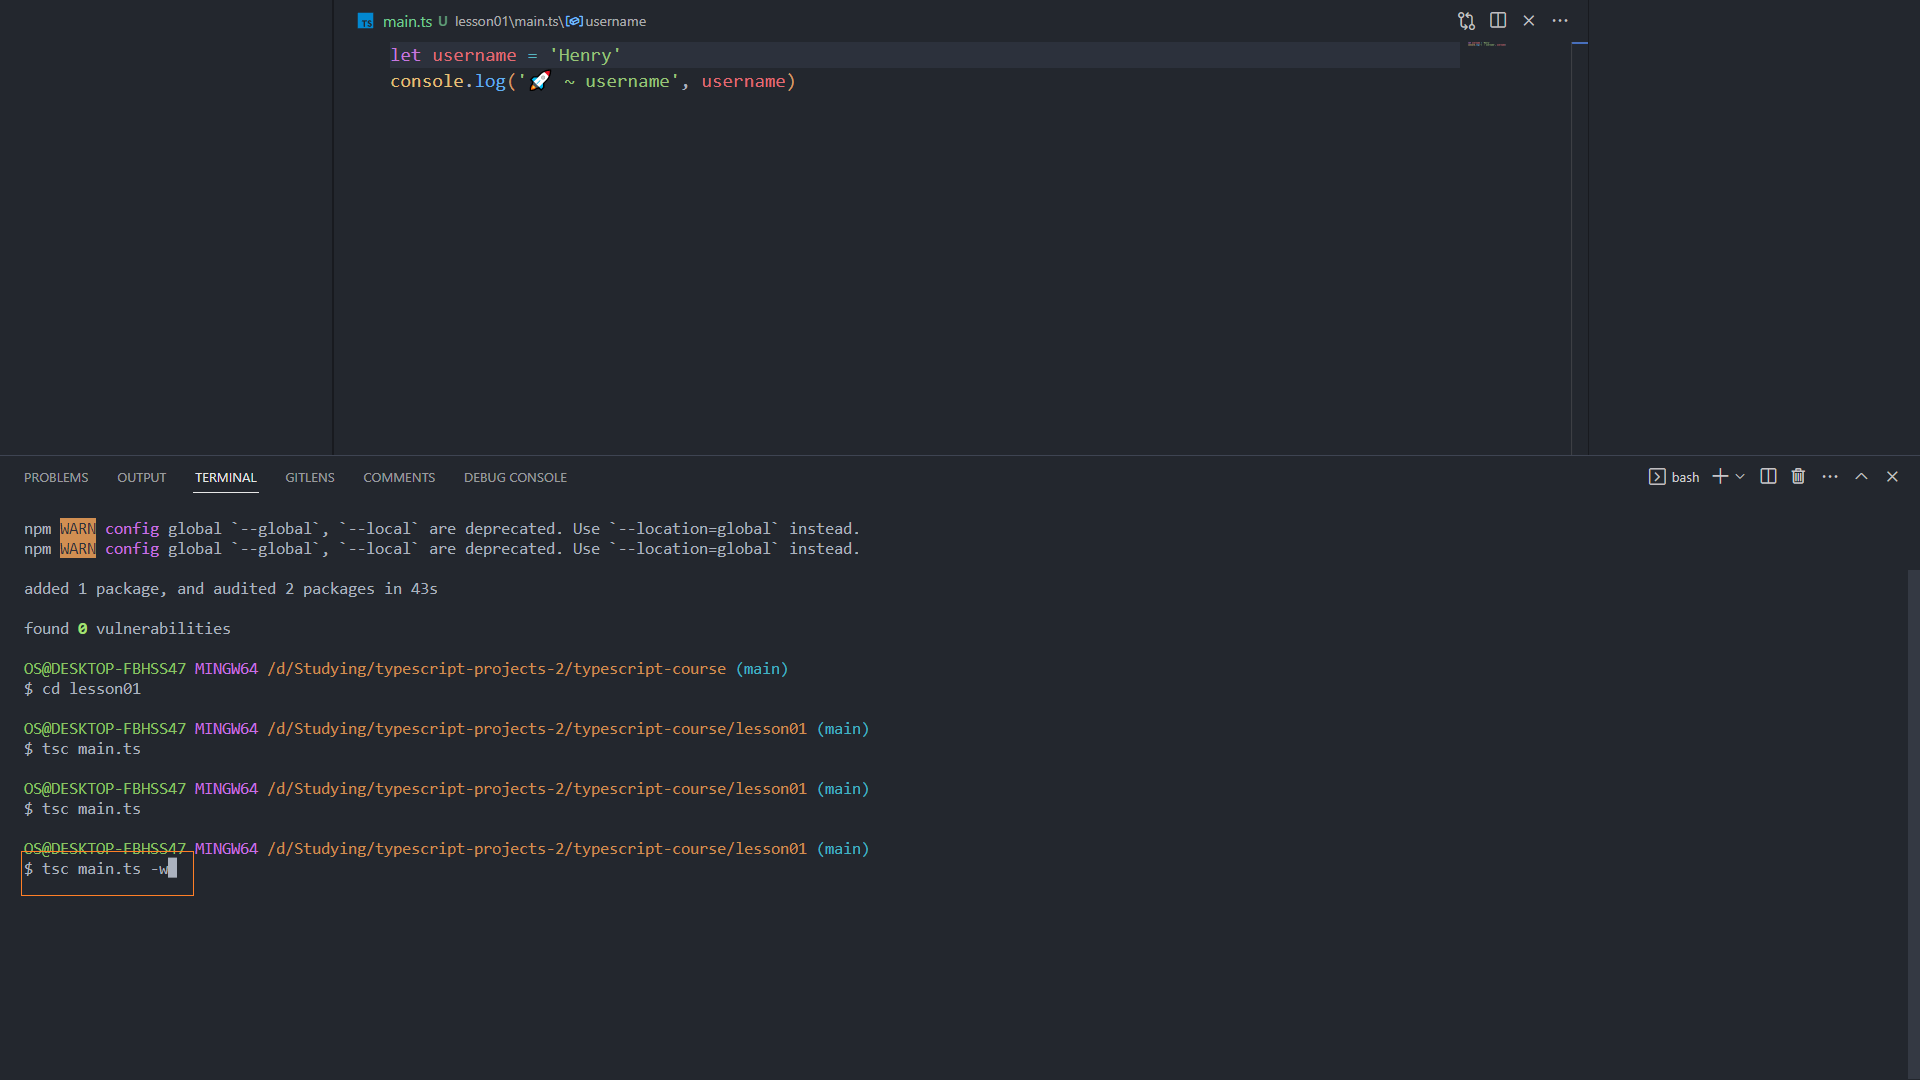 TS main.ts U lesson01\main.ts\username
let username = 'Henry'
console.log('🚀 ~ username', username)
PROBLEMS OUTPUT TERMINAL GITLENS COMMENTS DEBUG CONSOLE bash
npm WARN config global `--global`, `--local` are deprecated. Use `--location=global` instead.
npm WARN config global `--global`, `--local` are deprecated. Use `--location=global` instead.
added 1 package, and audited 2 packages in 43s
found 0 vulnerabilities
OS@DESKTOP-FBHSS47 MINGW64 /d/Studying/typescript-projects-2/typescript-course (main)
$ cd lesson01
OS@DESKTOP-FBHSS47 MINGW64 /d/Studying/typescript-projects-2/typescript-course/lesson01 (main)
$ tsc main.ts
OS@DESKTOP-FBHSS47 MINGW64 /d/Studying/typescript-projects-2/typescript-course/lesson01 (main)
$ tsc main.ts
OS@DESKTOP-FBHSS47 MINGW64 /d/Studying/typescript-projects-2/typescript-course/lesson01 (main)
$ tsc main.ts -w